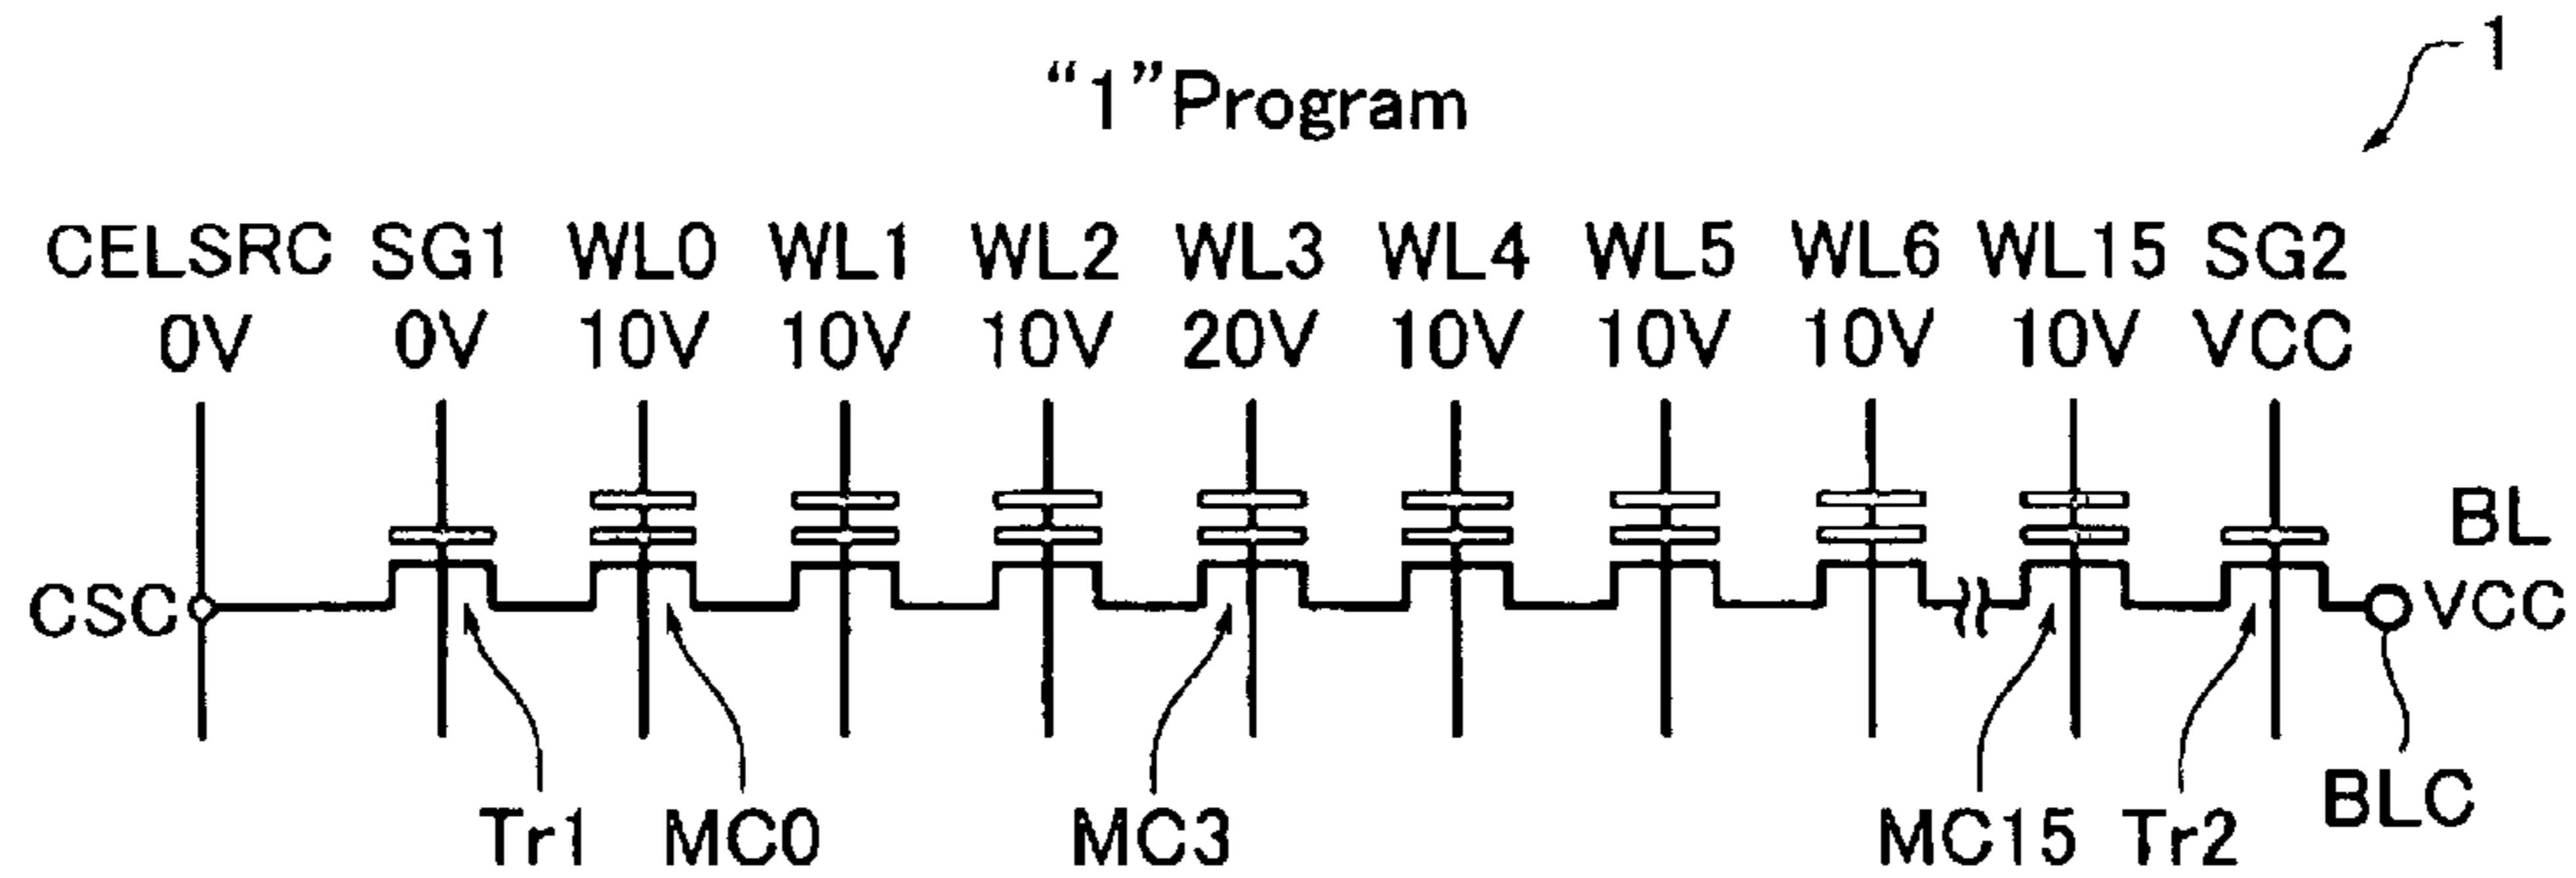 1
“1”Program
CELSRC SG1 WL0 WL1 WL2 WL3 WL4 WL5 WL6 WL15 SG2
0V 0V 10V 10V 10V 20V 10V 10V 10V 10V VCC
BL
CSC VCC
Tr1 MC0 MC3 MC15 Tr2 BLC